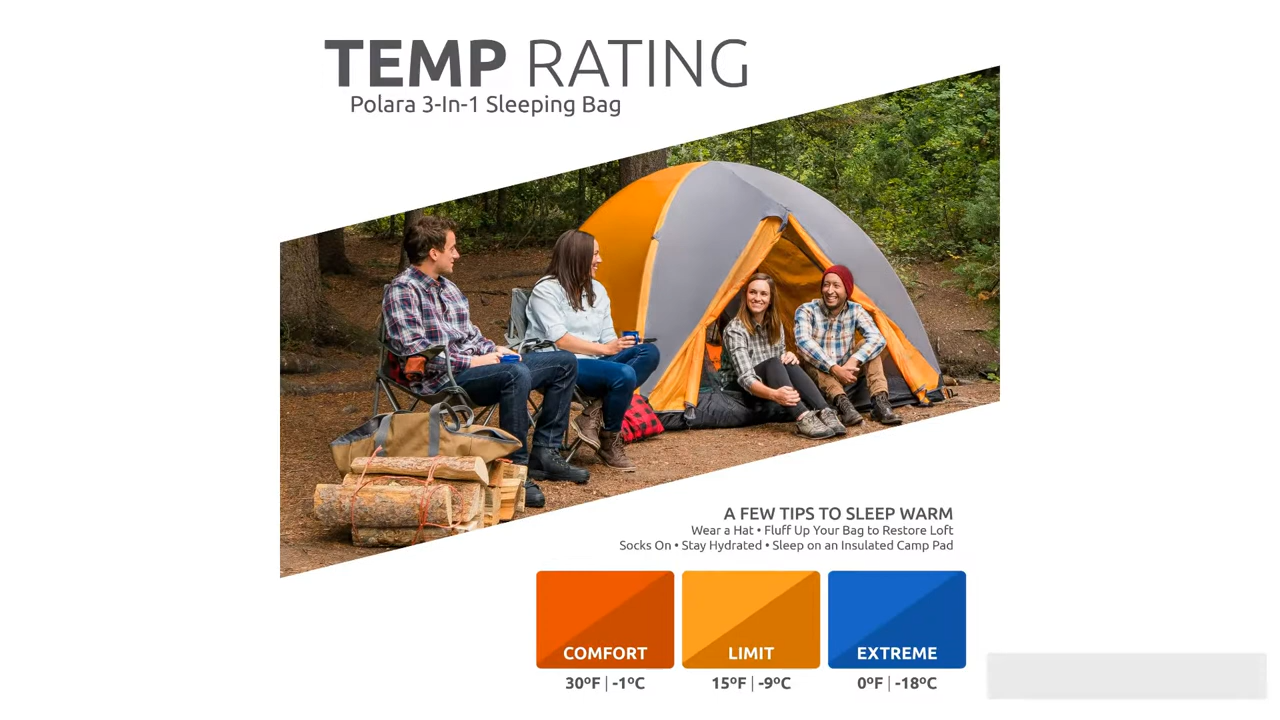 TEMP RATING
Polara 3-In-1 Sleeping Bag
A FEW TIPS TO SLEEP WARM
Wear a Hat • Fluff Up Your Bag to Restore Loft
Socks On • Stay Hydrated • Sleep on an Insulated Camp Pad
COMFORT LIMIT EXTREME
30ºF | -1ºC 15ºF | -9ºC 0ºF | -18ºC